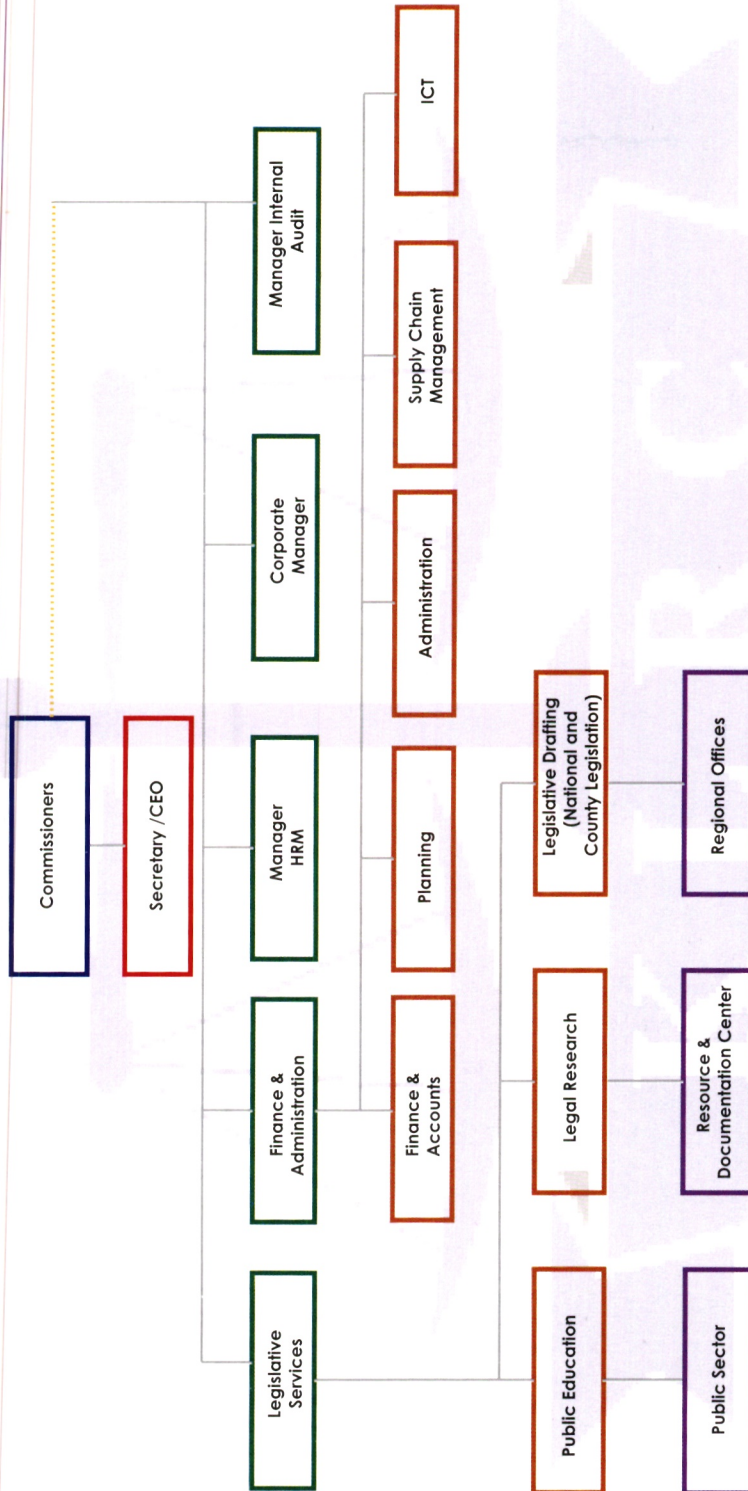 Commissioners
Secretary /CEO
Legislative
Services
Finance &
Administration
Manager
HRM
Corporate
Manager
Manager Internal
Audit
Finance &
Accounts
Planning
Administration
Supply Chain
Management
ICT
Public Education
Legal Research
Legislative Drafting
(National and
County Legislation)
Public Sector
Resource &
Documentation Center
Regional Offices